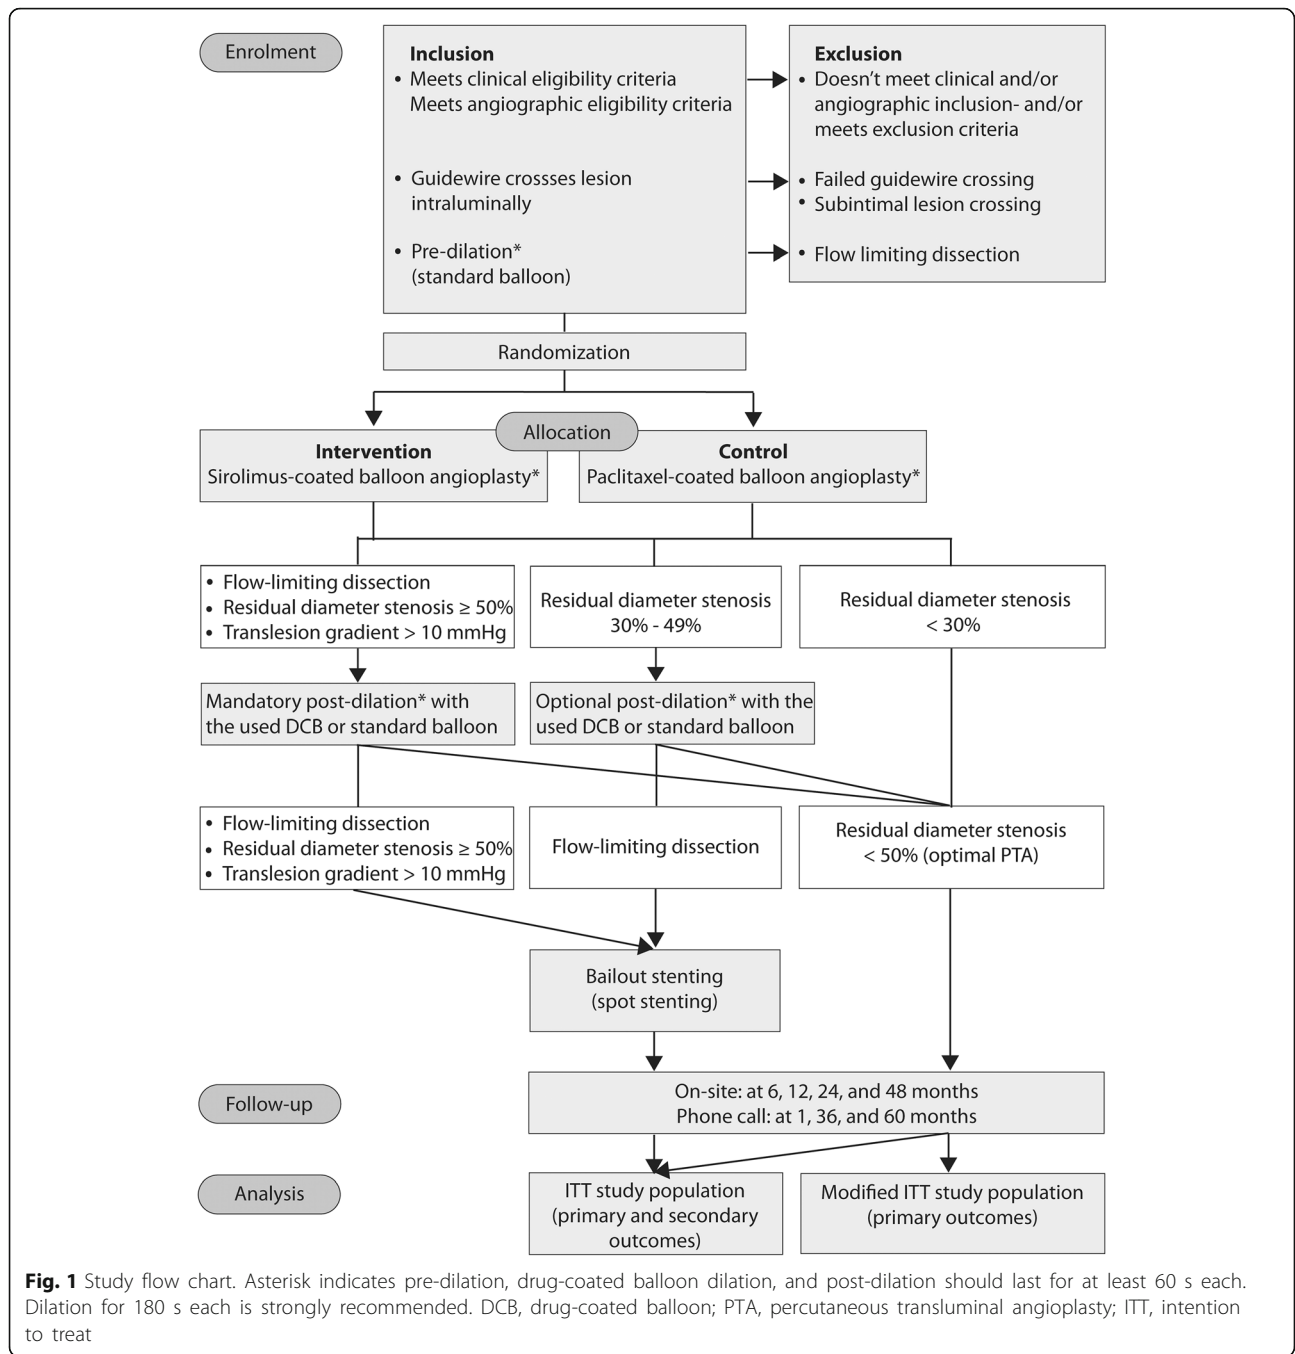 Enrolment
Inclusion
• Meets clinical eligibility criteria
Meets angiographic eligibility criteria
• Guidewire crossses lesion
intraluminally
• Pre-dilation*
(standard balloon)
Exclusion
• Doesn’t meet clinical and/or
angiographic inclusion- and/or
meets exclusion criteria
• Failed guidewire crossing
• Subintimal lesion crossing
• Flow limiting dissection
Randomization
Allocation
Intervention
Sirolimus-coated balloon angioplasty*
Control
Paclitaxel-coated balloon angioplasty*
• Flow-limiting dissection
• Residual diameter stenosis ≥ 50%
• Translesion gradient > 10 mmHg
Residual diameter stenosis
30% - 49%
Residual diameter stenosis
< 30%
Mandatory post-dilation* with
the used DCB or standard balloon
Optional post-dilation* with the
used DCB or standard balloon
• Flow-limiting dissection
• Residual diameter stenosis ≥ 50%
• Translesion gradient > 10 mmHg
Flow-limiting dissection
Residual diameter stenosis
< 50% (optimal PTA)
Bailout stenting
(spot stenting)
Follow-up
On-site: at 6, 12, 24, and 48 months
Phone call: at 1, 36, and 60 months
Analysis
ITT study population
(primary and secondary
outcomes)
Modified ITT study population
(primary outcomes)
Fig. 1 Study flow chart. Asterisk indicates pre-dilation, drug-coated balloon dilation, and post-dilation should last for at least 60 s each.
Dilation for 180 s each is strongly recommended. DCB, drug-coated balloon; PTA, percutaneous transluminal angioplasty; ITT, intention
to treat